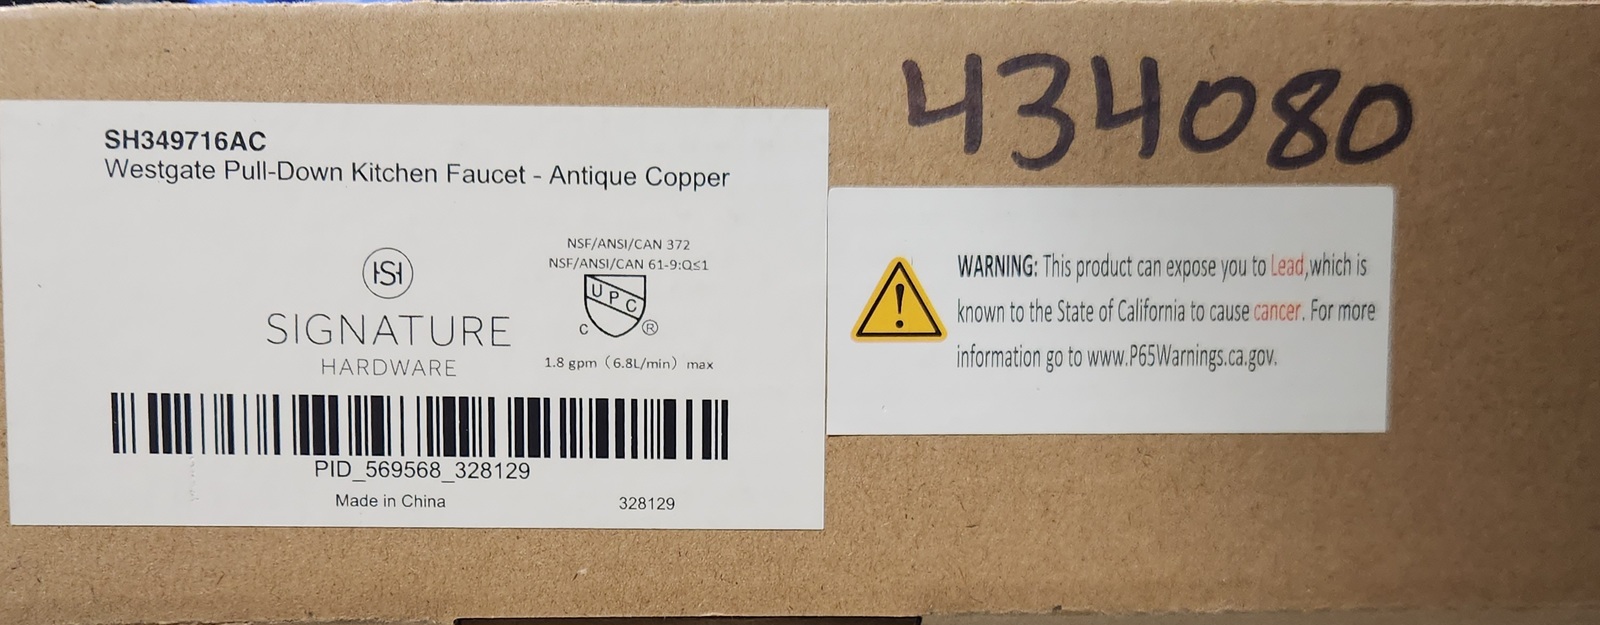 434080
SH349716AC
Westgate Pull-Down Kitchen Faucet - Antique Copper
NSF/ANSI/CAN 372
NSF/ANSI/CAN 61-9:Q≤1
HS
UPC
C ®
SIGNATURE
HARDWARE
1.8 gpm (6.8L/min) max
PID_569568_328129
Made in China 328129
WARNING: This product can expose you to Lead,which is
known to the State of California to cause cancer. For more
information go to www.P65Warnings.ca.gov.